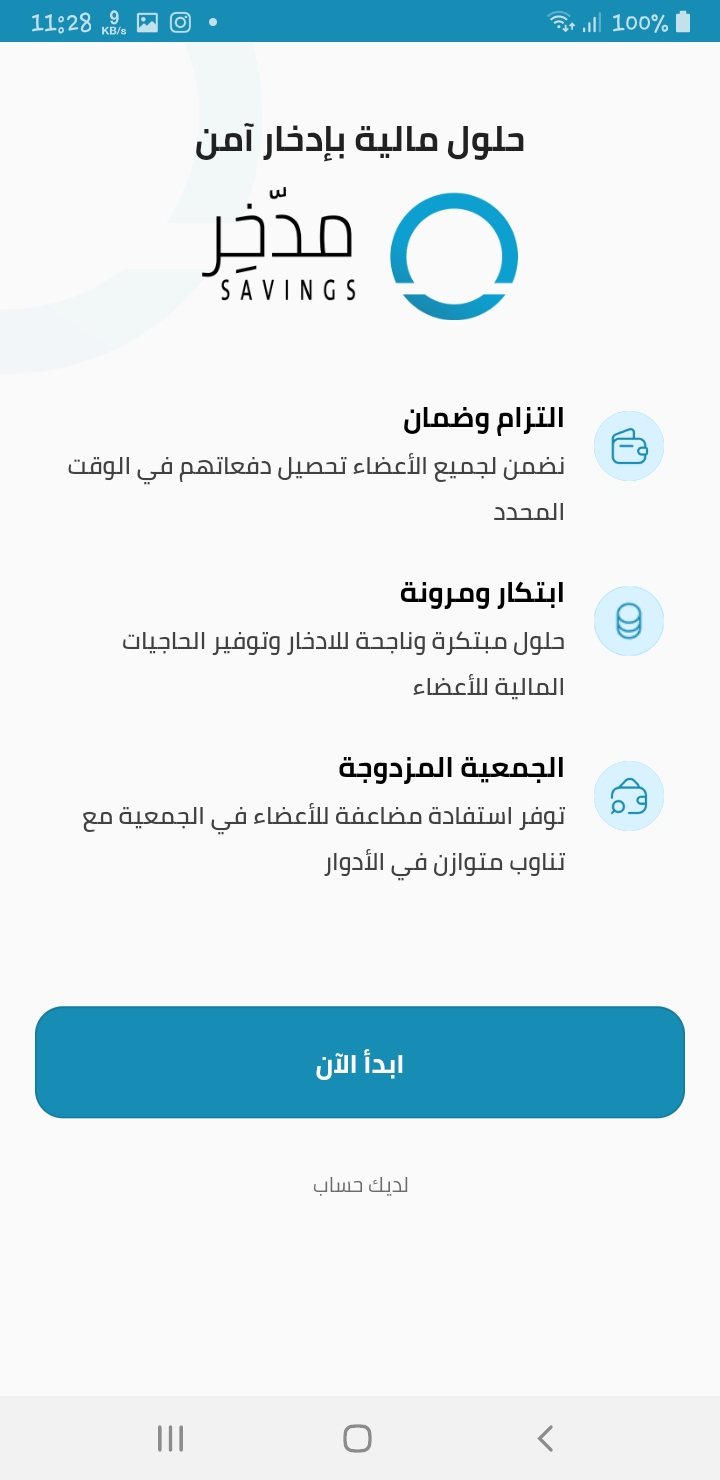 11:28 9 KB/s 100%
حلول مالية بإدخار آمن
مدّخِر
SAVINGS
التزام وضمان
نضمن لجميع الأعضاء تحصيل دفعاتهم في الوقت
المحدد
ابتكار ومرونة
حلول مبتكرة وناجحة للادخار وتوفير الحاجيات
المالية للأعضاء
الجمعية المزدوجة
توفر استفادة مضاعفة للأعضاء في الجمعية مع
تناوب متوازن في الأدوار
ابدأ الآن
لديك حساب